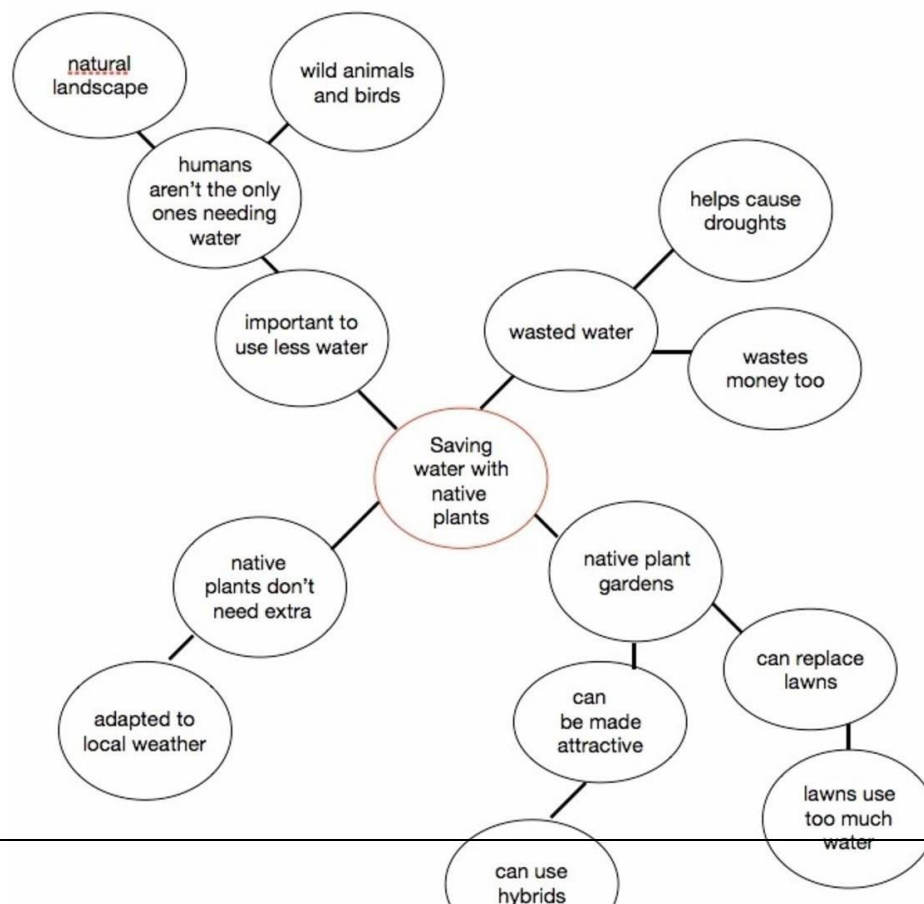 natural
landscape
wild animals
and birds
humans
aren't the only
ones needing
water
important to
use less water
helps cause
droughts
wasted water
wastes
money too
Saving
water with
native
plants
native
plants don't
need extra
adapted to
local weather
native plant
gardens
can replace
lawns
can
be made
attractive
lawns use
too much
water
can use
hybrids